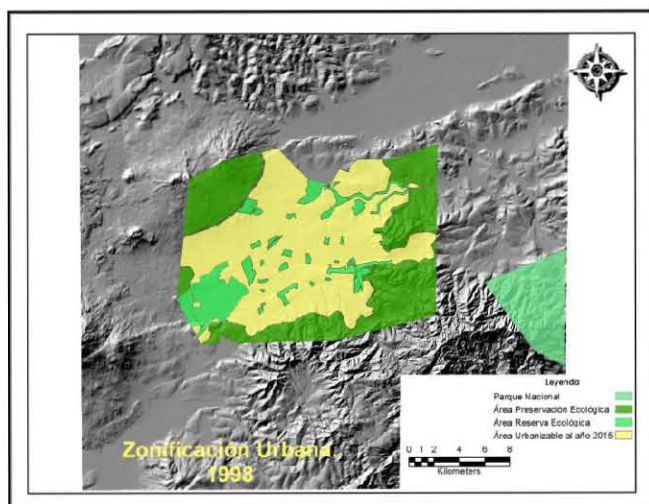 Leyenda
Parque Nacional
Área Preservación Ecológica
Área Reserva Ecológica
Área Urbanizable al año 2015
0 1 2 4 6 8
Kilometers
Zonificación Urbana,
1998